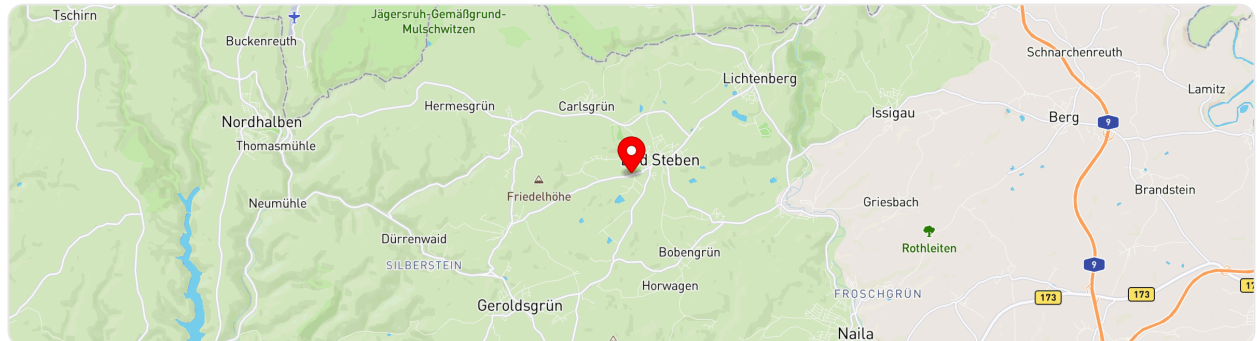 Tschirn
Jägersruh-Gemäßgrund-
Mulschwitzen
Buckenreuth
Schnarchenreuth
Lichtenberg
Lamitz
Hermesgrün
Carlsgrün
Issigau
Berg
9
Nordhalben
Thomasmühle
Steben
Friedelhöhe
Brandstein
Neumühle
Griesbach
Dürrenwaid
Rothleiten
Bobengrün
SILBERSTEIN
9
Horwagen
FROSCHGRÜN
173
173
Geroldsgrün
Naila